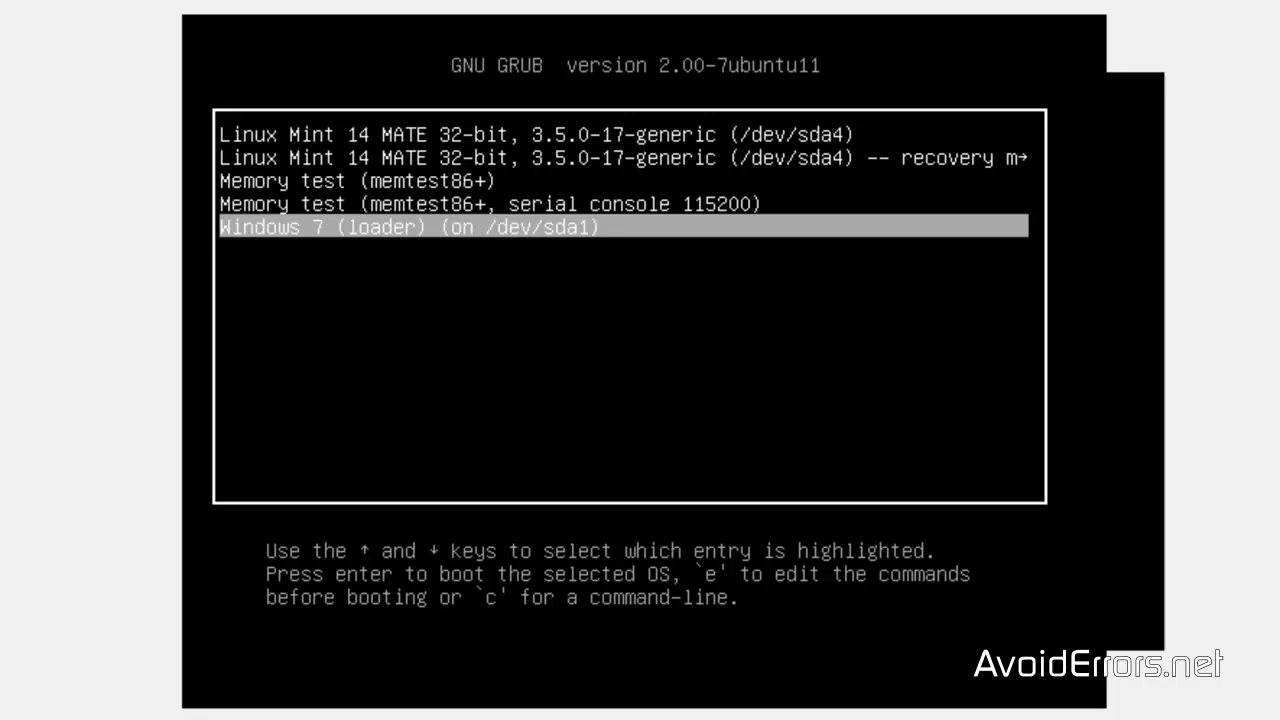 GNU GRUB  version 2.00-7ubuntu11
Linux Mint 14 MATE 32-bit, 3.5.0-17-generic (/dev/sda4)
Linux Mint 14 MATE 32-bit, 3.5.0-17-generic (/dev/sda4) -- recovery m→
Memory test (memtest86+)
Memory test (memtest86+, serial console 115200)
Windows 7 (loader) (on /dev/sda1)
Use the ↑ and ↓ keys to select which entry is highlighted.
Press enter to boot the selected OS, `e' to edit the commands
before booting or `c' for a command-line.
AvoidErrors.net